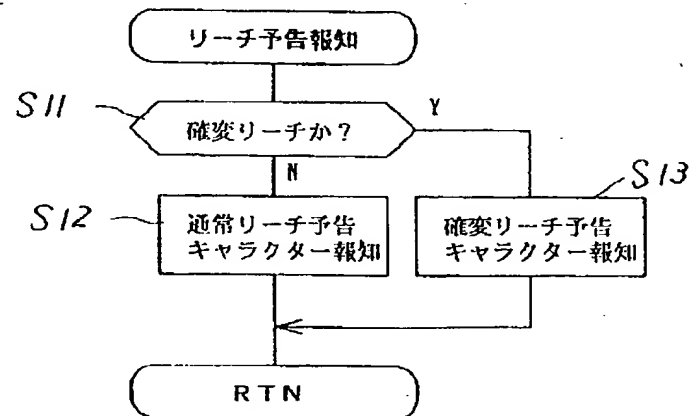 リーチ予告報知
S11
確変リーチか?
Y
N
S12
通常リーチ予告
キャラクター報知
S13
確変リーチ予告
キャラクター報知
RTN